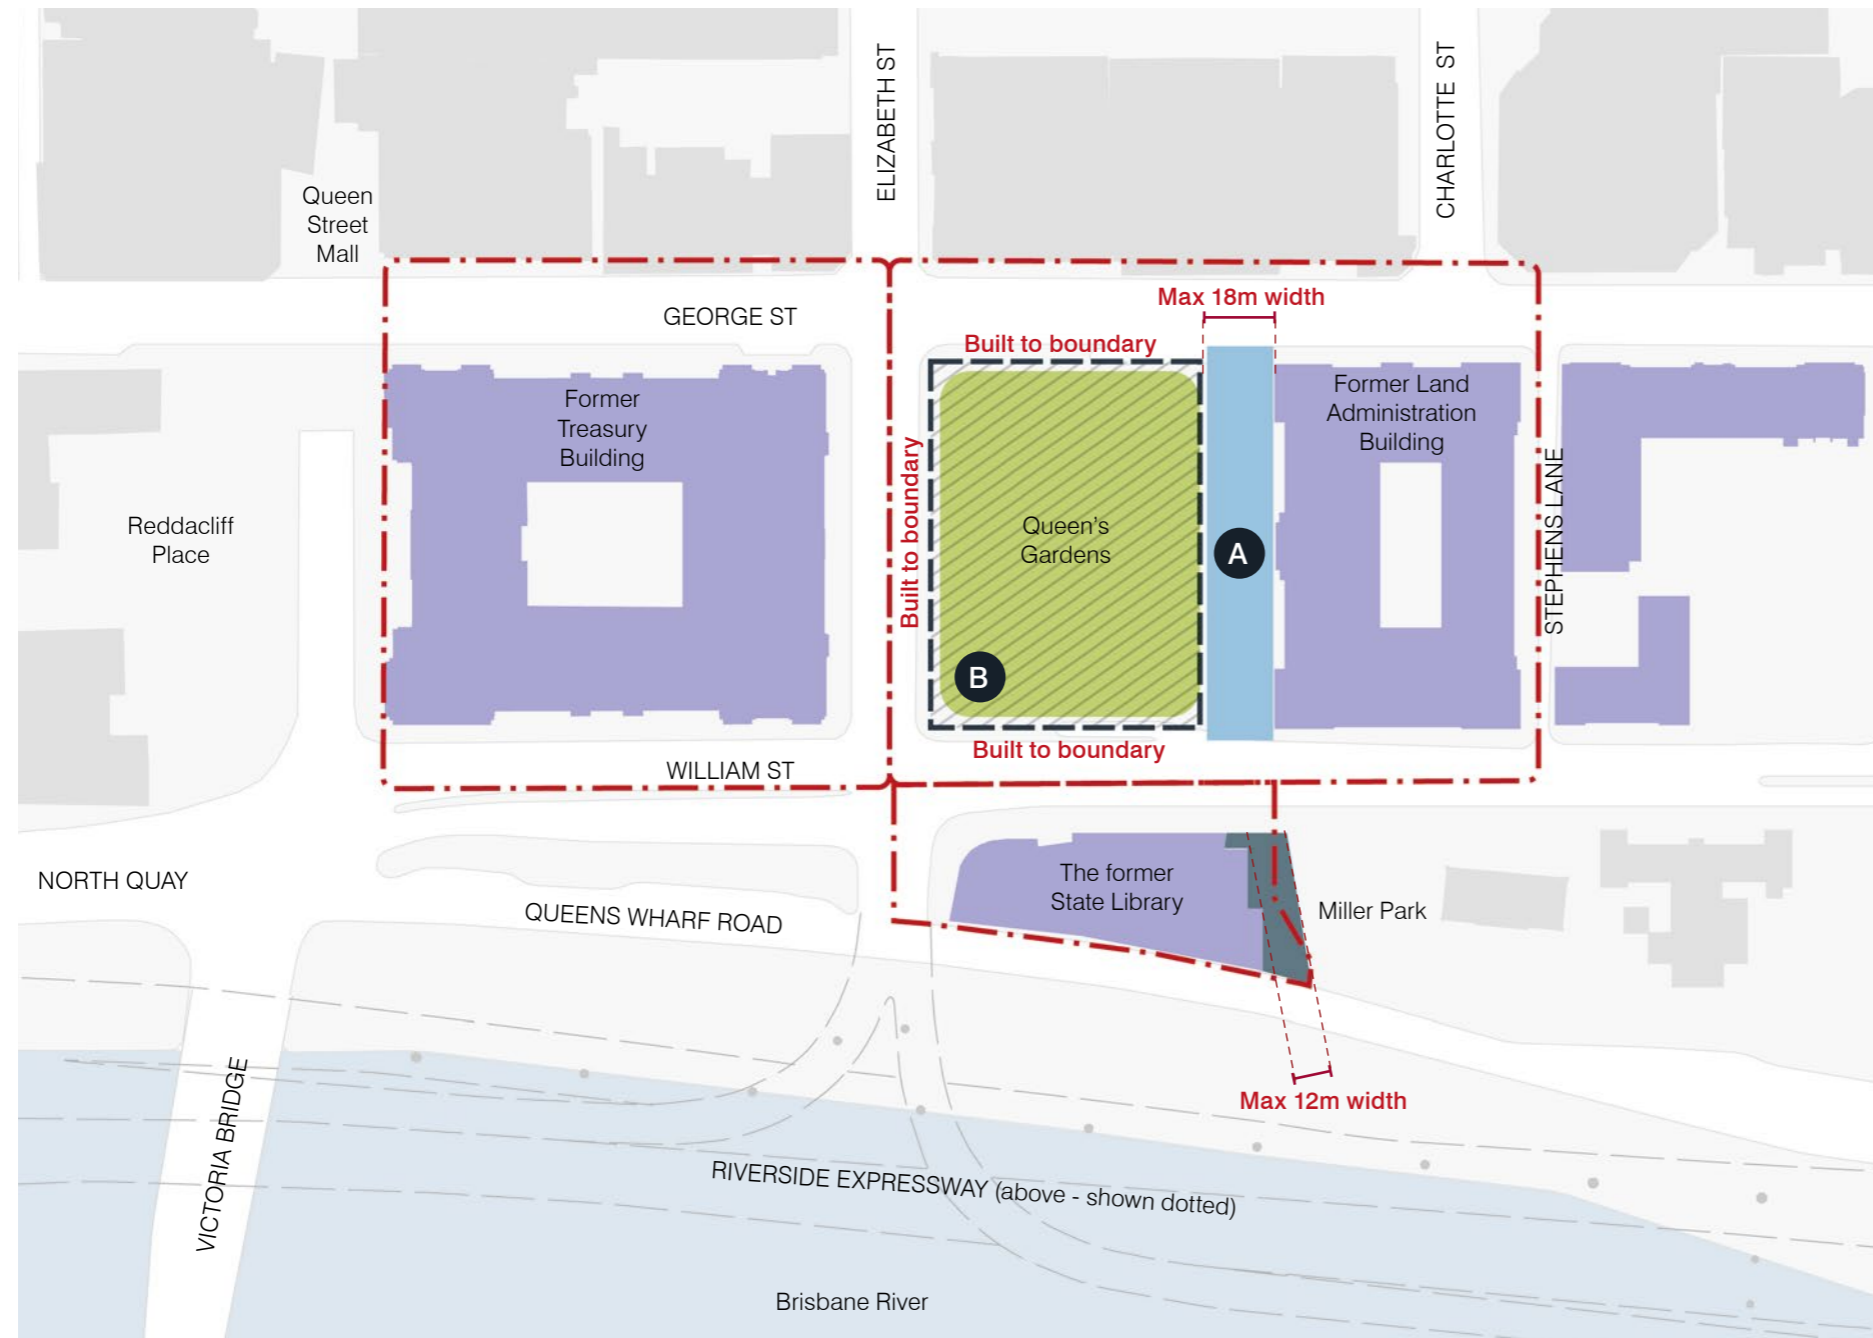 ELIZABETH ST
CHARLOTTE ST
Queen
Street
Mall
GEORGE ST
Max 18m width
Built to boundary
Former
Treasury
Building
Former Land
Administration
Building
Built to boundary
Reddacliff
Place
Queen's
Gardens
A
STEPHENS LANE
B
Built to boundary
WILLIAM ST
NORTH QUAY
QUEENS WHARF ROAD
The former
State Library
Miller Park
VICTORIA BRIDGE
Max 12m width
RIVERSIDE EXPRESSWAY (above - shown dotted)
Brisbane River